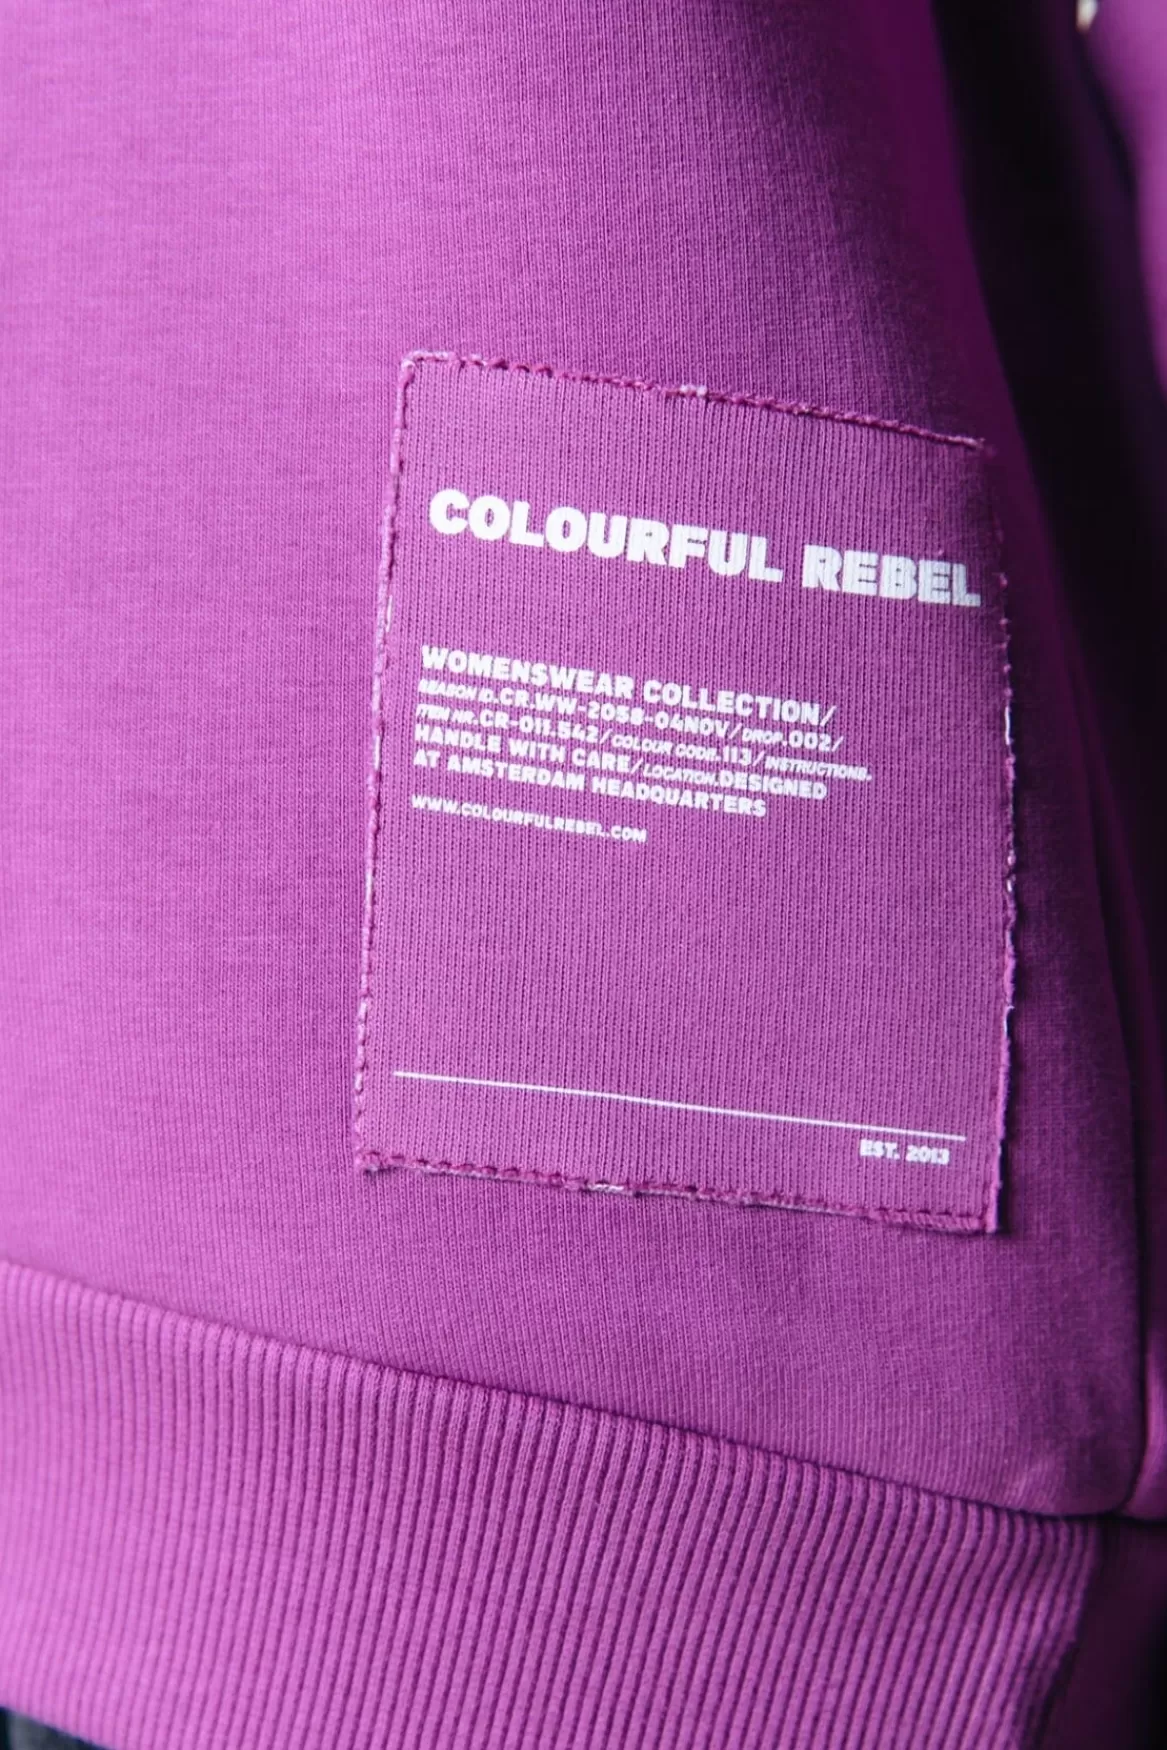 COLOURFUL REBEL
WOMENSWEAR COLLECTION/
SEASON ID.CR.WW-2058-04NOV/DROP.002/
ITEM NR.CR-011.542/COLOUR CODE.113/INSTRUCTIONS.
HANDLE WITH CARE/LOCATION.DESIGNED
AT AMSTERDAM HEADQUARTERS
WWW.COLOURFULREBEL.COM
EST. 2013